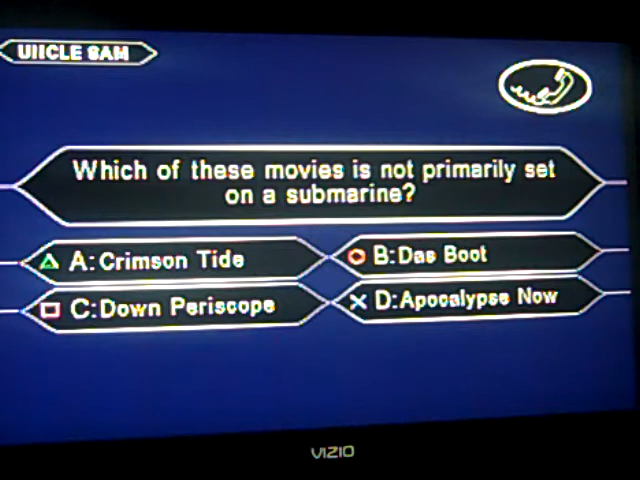 UIICLE SAM
Which of these movies is not primarily set
on a submarine?
A:Crimson Tide
B:Das Boot
C:Down Periscope
D:Apocalypse Now
VIZIO